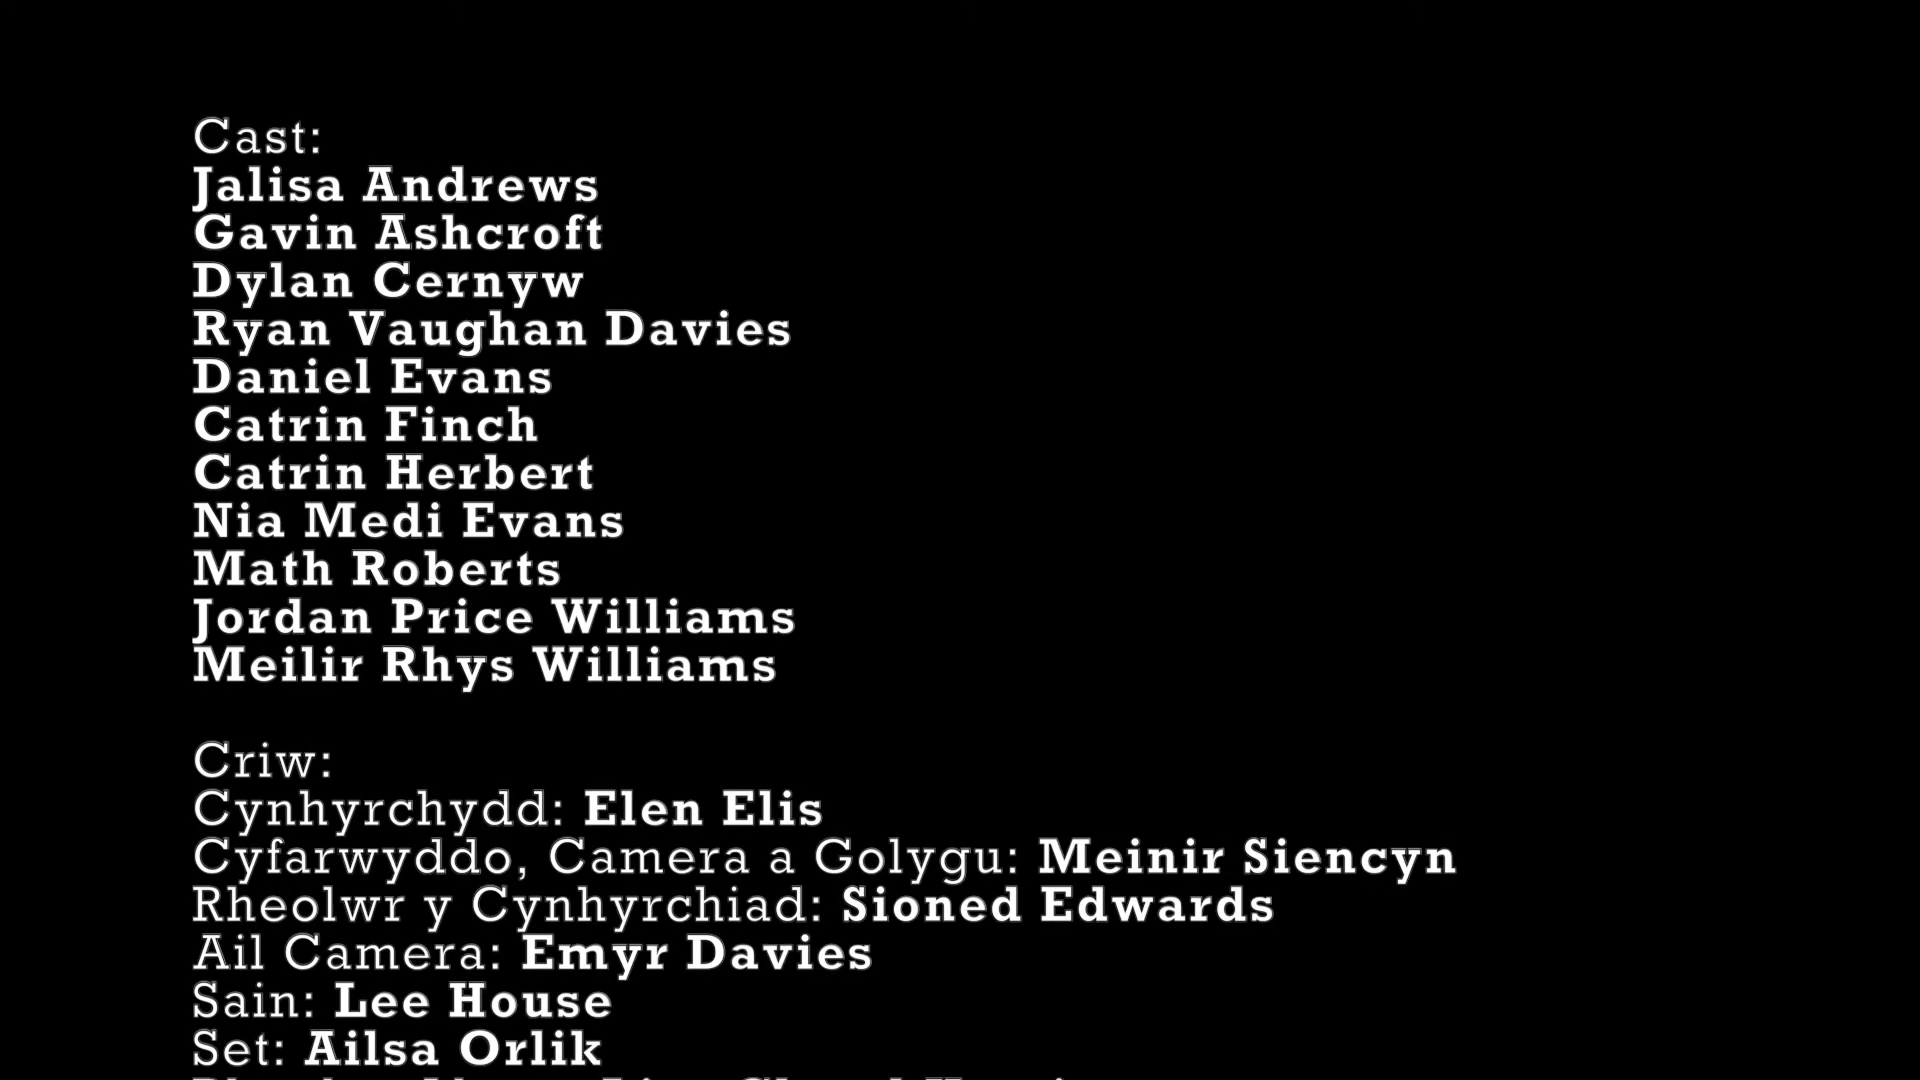 Cast:
Jalisa Andrews
Gavin Ashcroft
Dylan Cernyw
Ryan Vaughan Davies
Daniel Evans
Catrin Finch
Catrin Herbert
Nia Medi Evans
Math Roberts
Jordan Price Williams
Meilir Rhys Williams
Criw:
Cynhyrchydd: Elen Elis
Cyfarwyddo, Camera a Golygu: Meinir Siencyn
Rheolwr y Cynhyrchiad: Sioned Edwards
Ail Camera: Emyr Davies
Sain: Lee House
Set: Ailsa Orlik